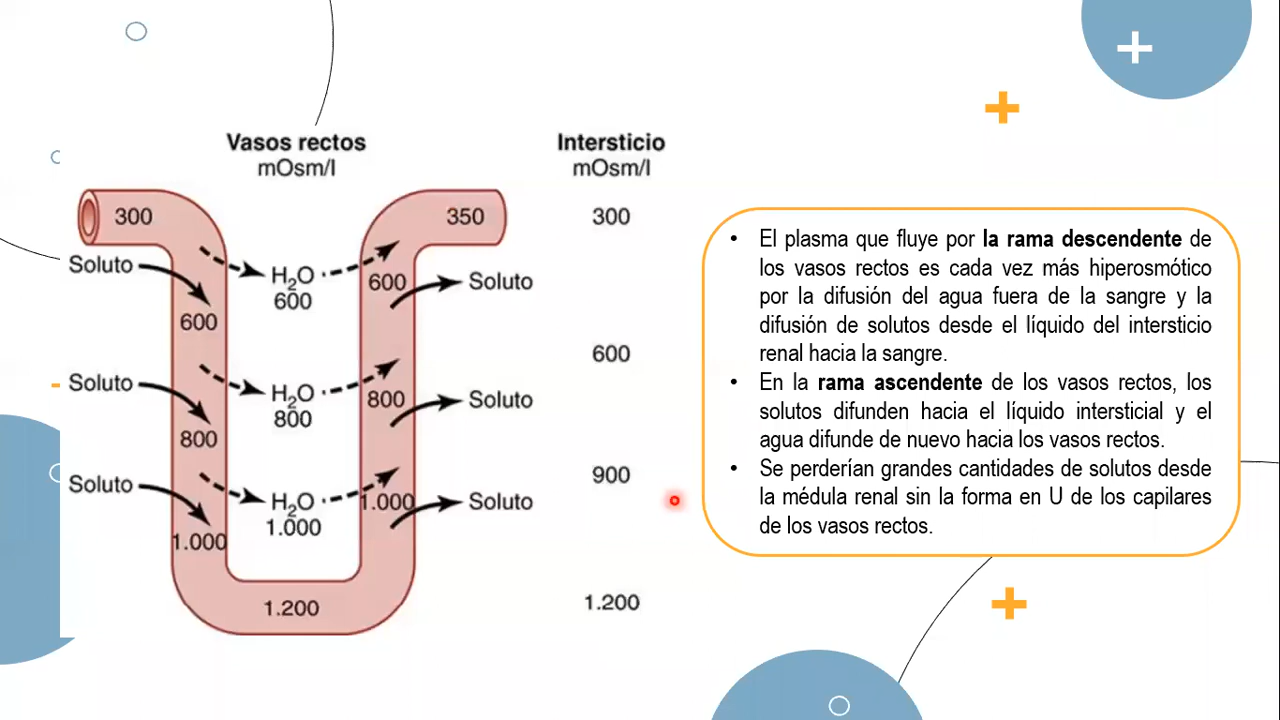 Vasos rectos
mOsm/l
Intersticio
mOsm/l
300
350
300
Soluto
H₂O
600
600
Soluto
600
600
Soluto
H₂O
800
800
Soluto
800
900
Soluto
H₂O
1.000
1.000
Soluto
1.000
1.200
1.200
• El plasma que fluye por la rama descendente de
los vasos rectos es cada vez más hiperosmótico
por la difusión del agua fuera de la sangre y la
difusión de solutos desde el líquido del intersticio
renal hacia la sangre.
• En la rama ascendente de los vasos rectos, los
solutos difunden hacia el líquido intersticial y el
agua difunde de nuevo hacia los vasos rectos.
• Se perderían grandes cantidades de solutos desde
la médula renal sin la forma en U de los capilares
de los vasos rectos.